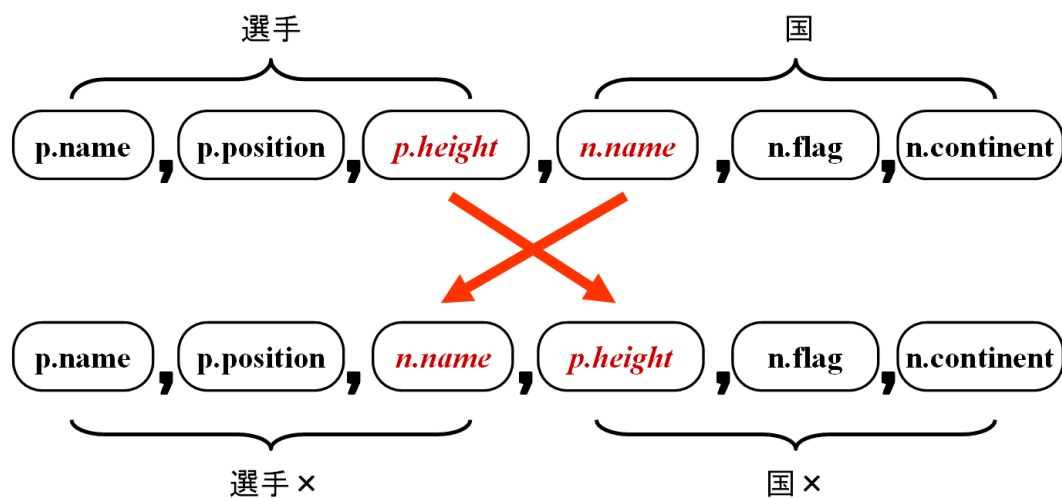 選手 国
p.name , p.position , p.height , n.name , n.flag , n.continent
p.name , p.position , n.name , p.height , n.flag , n.continent
選手× 国×